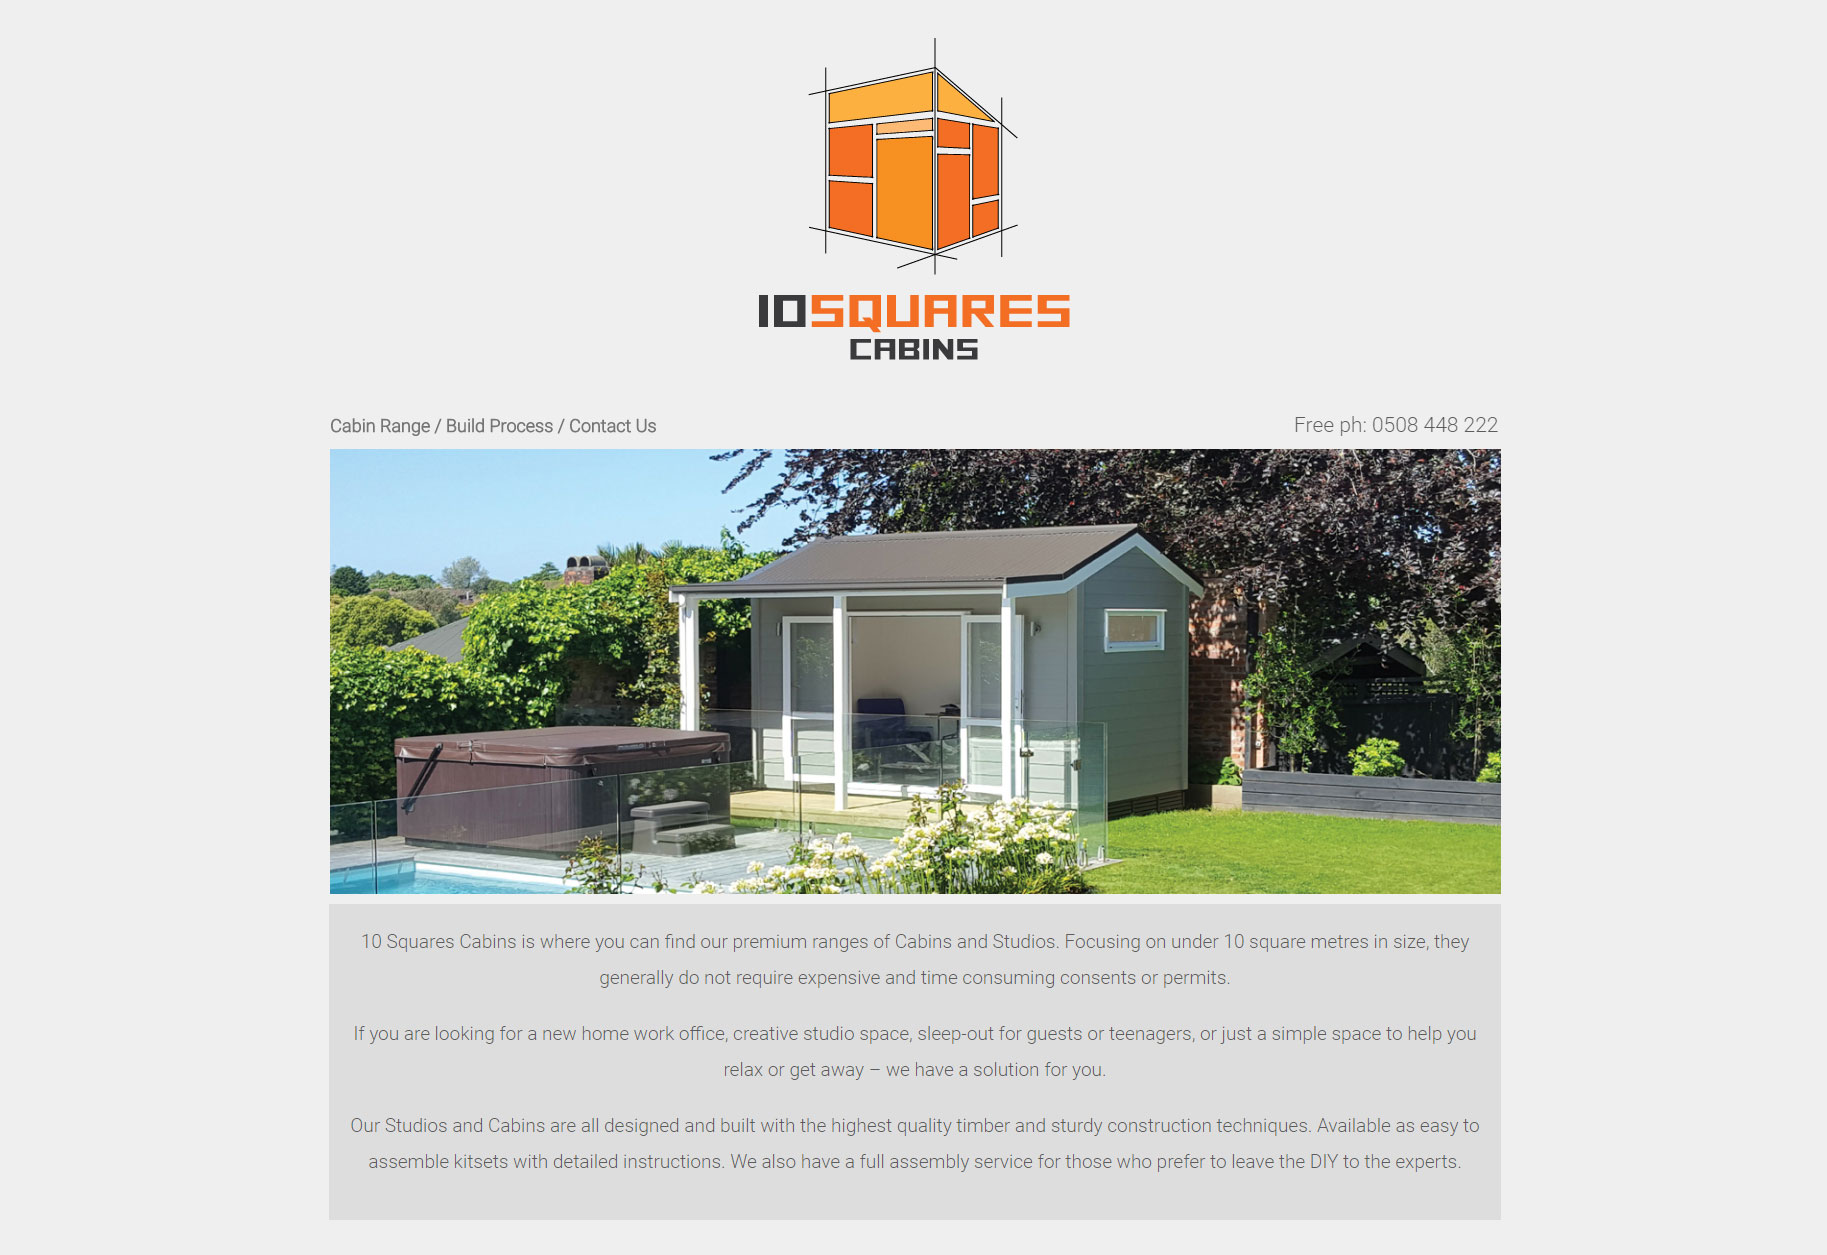 10SQUARES
CABINS
Cabin Range / Build Process / Contact Us
Free ph: 0508 448 222
10 Squares Cabins is where you can find our premium ranges of Cabins and Studios. Focusing on under 10 square metres in size, they
generally do not require expensive and time consuming consents or permits.
If you are looking for a new home work office, creative studio space, sleep-out for guests or teenagers, or just a simple space to help you
relax or get away – we have a solution for you.
Our Studios and Cabins are all designed and built with the highest quality timber and sturdy construction techniques. Available as easy to
assemble kitsets with detailed instructions. We also have a full assembly service for those who prefer to leave the DIY to the experts.